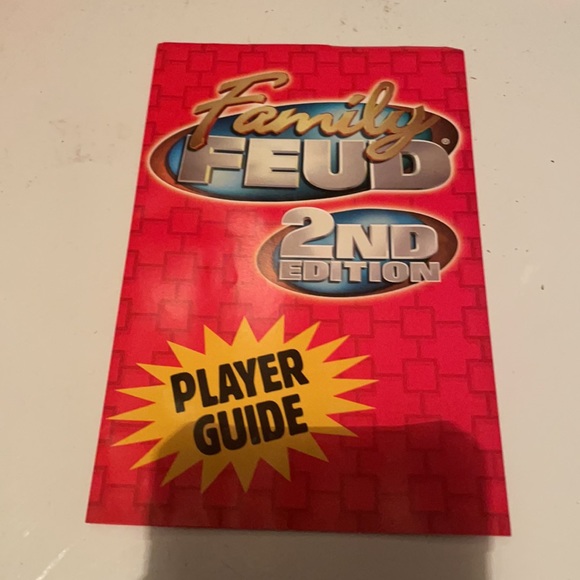 Family
FEUD®
2ND
EDITION
PLAYER
GUIDE